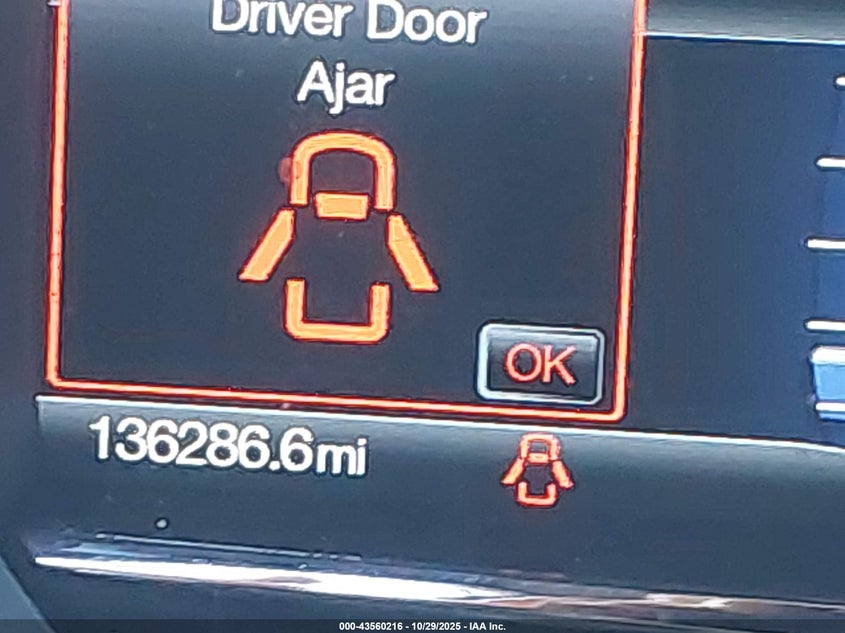 Driver Door
Ajar
OK
136286.6mi
000-43560216 - 10/29/2025 - IAA Inc.